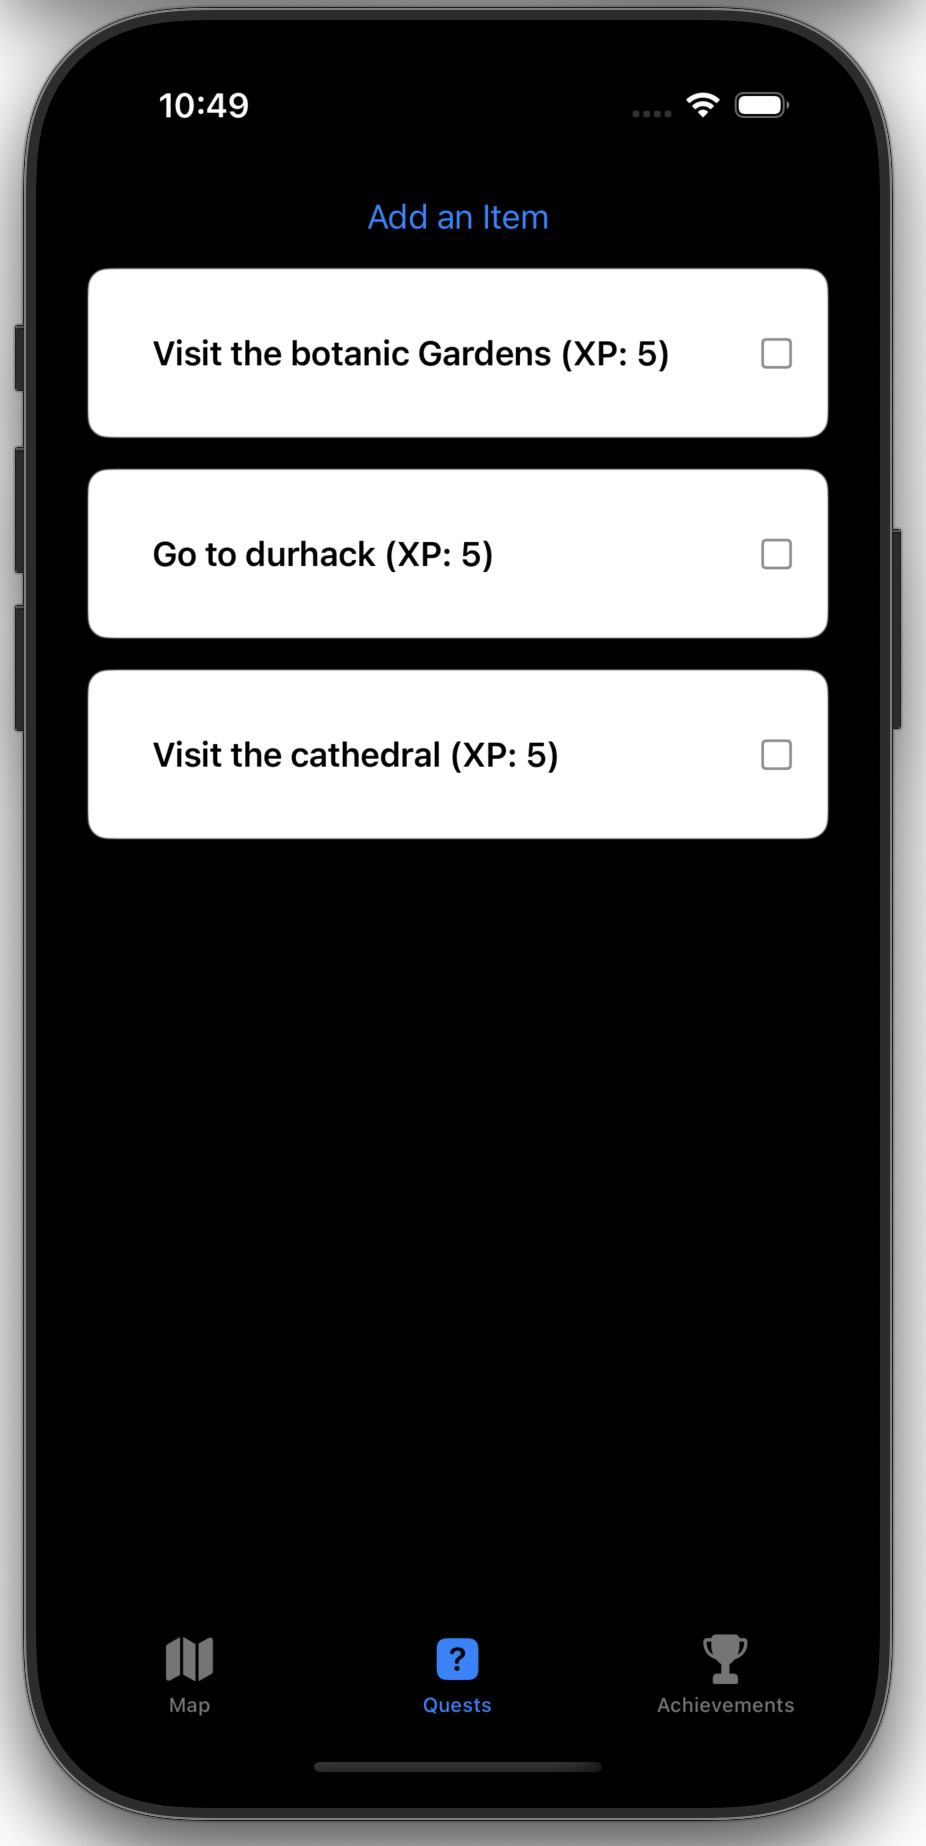 10:49
Add an Item
Visit the botanic Gardens (XP: 5)
Go to durhack (XP: 5)
Visit the cathedral (XP: 5)
?
Map
Quests
Achievements